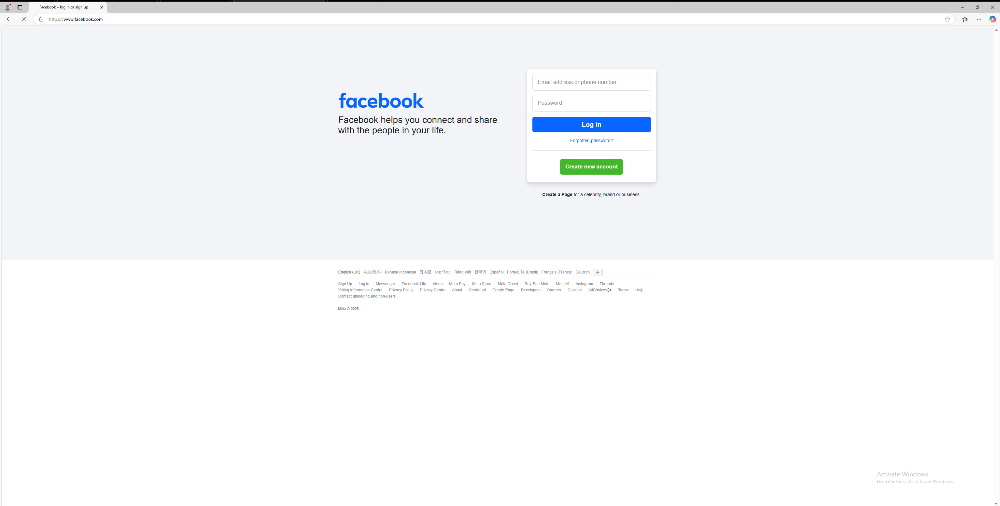 Facebook – log in or sign up
https://www.facebook.com
facebook
Facebook helps you connect and share
with the people in your life.
Email address or phone number
Password
Log in
Forgotten password?
Create new account
Create a Page for a celebrity, brand or business.
English (UK) 中文(简体) Bahasa Indonesia 日本語 ภาษาไทย Tiếng Việt 한국어 Español Português (Brasil) Français (France) Deutsch
Sign Up Log in Messenger Facebook Lite Video Meta Pay Meta Store Meta Quest Ray-Ban Meta Meta AI Instagram Threads
Voting Information Centre Privacy Policy Privacy Centre About Create ad Create Page Developers Careers Cookies AdChoices Terms Help
Contact uploading and non-users
Meta © 2025
Activate Windows
Go to Settings to activate Windows.